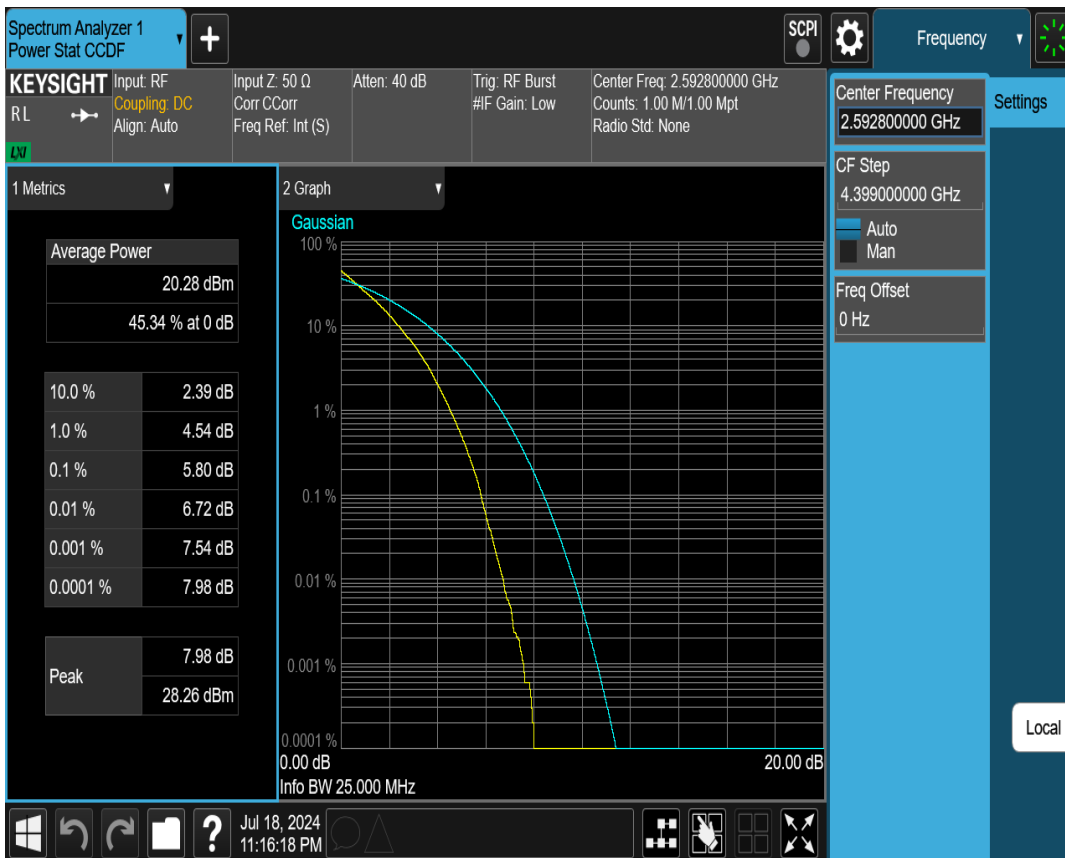 Spectrum Analyzer 1
Power Stat CCDF
SCPI
Frequency
KEYSIGHT
R L
LXI
Input: RF
Coupling: DC
Align: Auto
Input Z: 50 Ω
Corr CCorr
Freq Ref: Int (S)
Atten: 40 dB
Trig: RF Burst
#IF Gain: Low
Center Freq: 2.592800000 GHz
Counts: 1.00 M/1.00 Mpt
Radio Std: None
Center Frequency
2.592800000 GHz
Settings
CF Step
4.399000000 GHz
Auto
Man
Freq Offset
0 Hz
1 Metrics
Average Power
20.28 dBm
45.34 % at 0 dB
10.0 % 2.39 dB
1.0 % 4.54 dB
0.1 % 5.80 dB
0.01 % 6.72 dB
0.001 % 7.54 dB
0.0001 % 7.98 dB
Peak
7.98 dB
28.26 dBm
2 Graph
Gaussian
100 %
10 %
1 %
0.1 %
0.01 %
0.001 %
0.0001 %
0.00 dB
20.00 dB
Info BW 25.000 MHz
Local
?
Jul 18, 2024
11:16:18 PM